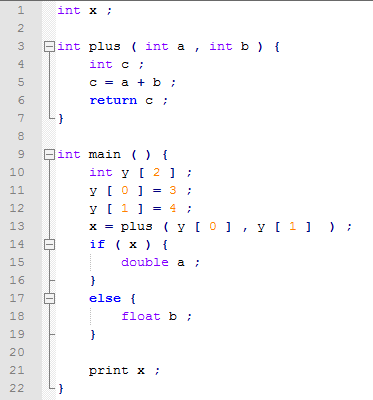 1 int x ;
2
3 int plus ( int a , int b ) {
4 int c ;
5 c = a + b ;
6 return c ;
7 }
8
9 int main ( ) {
10 int y [ 2 ] ;
11 y [ 0 ] = 3 ;
12 y [ 1 ] = 4 ;
13 x = plus ( y [ 0 ] , y [ 1 ] ) ;
14 if ( x ) {
15 double a ;
16 }
17 else {
18 float b ;
19 }
20
21 print x ;
22 }